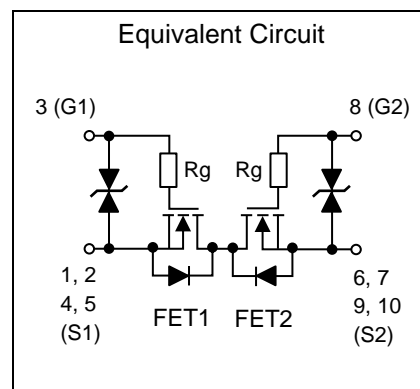 Equivalent Circuit
3 (G1)
8 (G2)
Rg
Rg
1, 2
4, 5
(S1)
6, 7
9, 10
(S2)
FET1
FET2